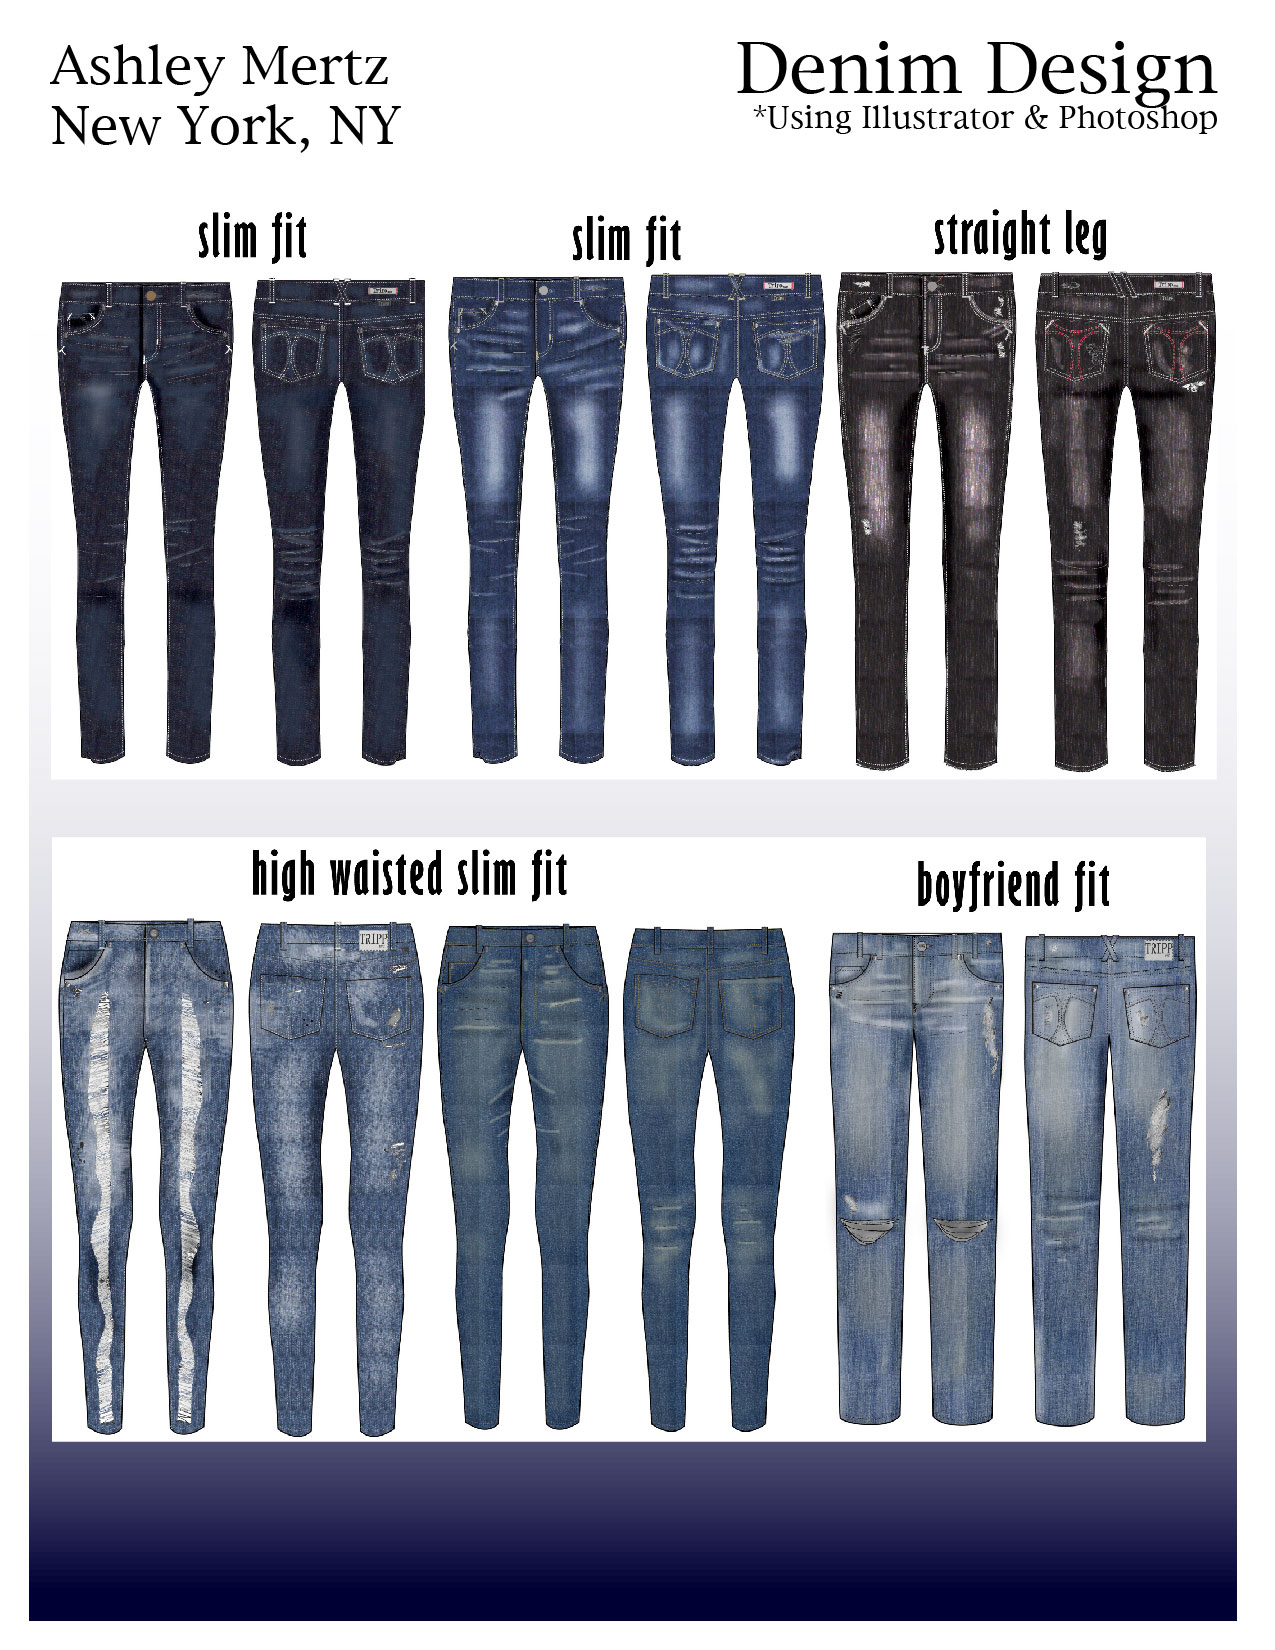 Ashley Mertz
New York, NY
Denim Design
*Using Illustrator & Photoshop
slim fit
slim fit
straight leg
high waisted slim fit
boyfriend fit
TRIPP
TRIPP